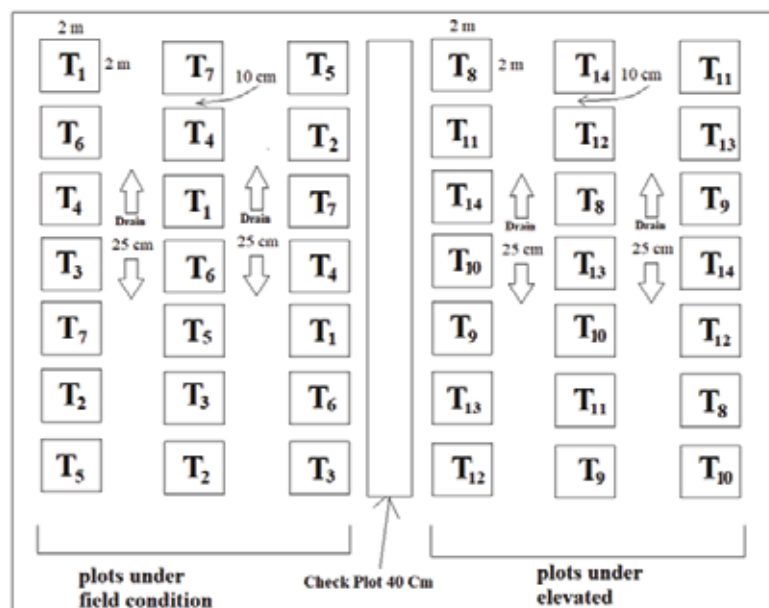 2 m 2 m
T₁ 2 m T₇ T₅ T₈ 2 m T₁₄ T₁₁
10 cm 10 cm
T₆ T₄ T₂ T₁₁ T₁₂ T₁₃
T₄ T₁ T₇ T₁₄ T₈ T₉
Drain Drain Drain Drain
25 cm 25 cm 25 cm 25 cm
T₃ T₆ T₄ T₁₀ T₁₃ T₁₄
T₇ T₅ T₁ T₉ T₁₀ T₁₂
T₂ T₃ T₆ T₁₃ T₁₁ T₈
T₅ T₂ T₃ T₁₂ T₉ T₁₀
plots under
field condition
Check Plot 40 Cm
plots under
elevated